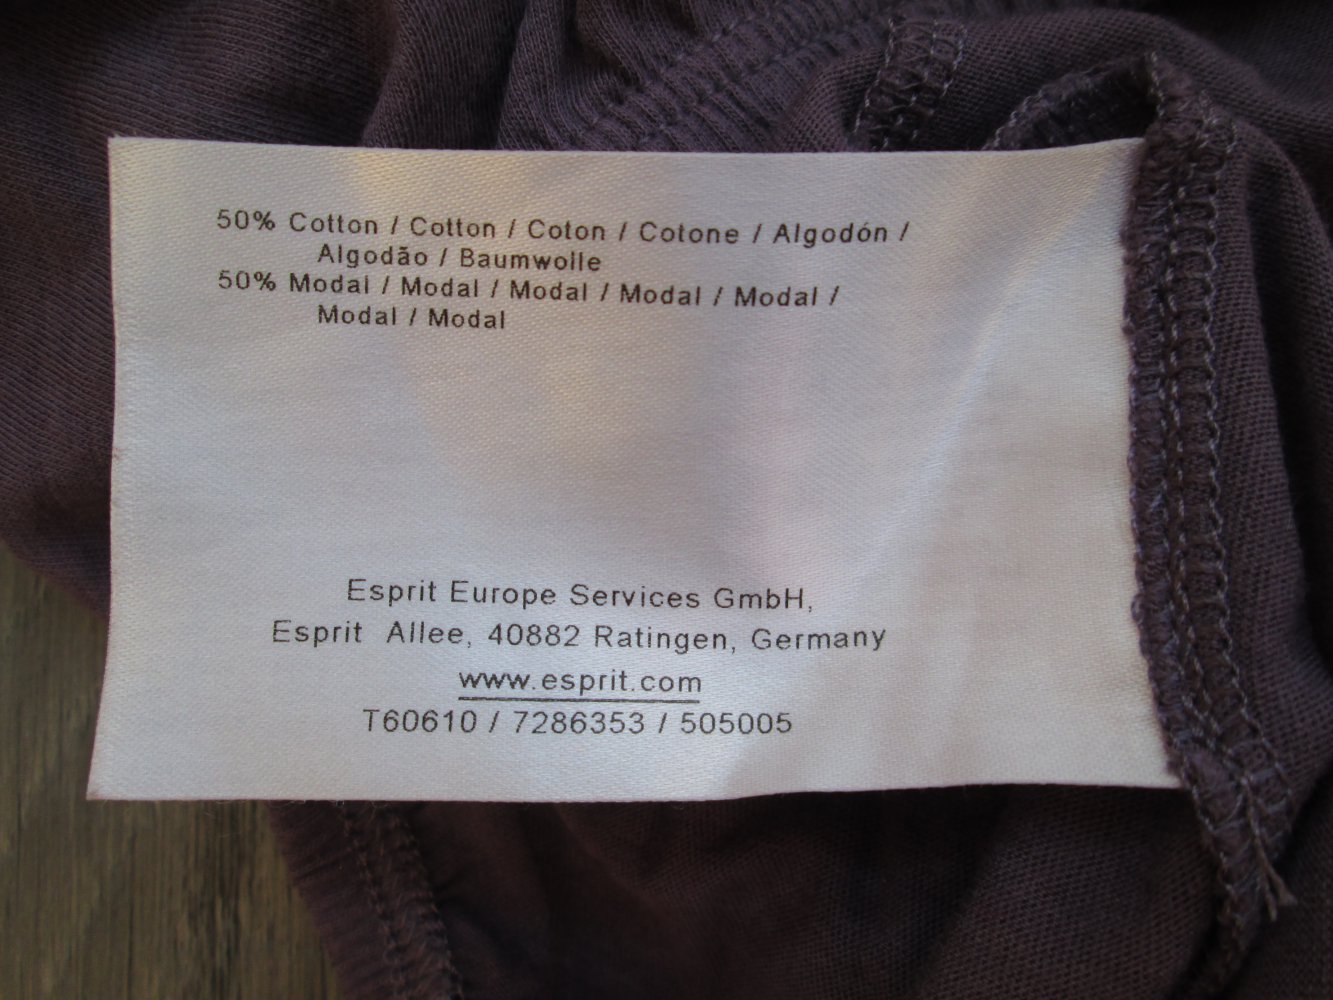 50% Cotton / Cotton / Coton / Cotone / Algodón /
Algodão / Baumwolle
50% Modal / Modal / Modal / Modal / Modal /
Modal / Modal
Esprit Europe Services GmbH,
Esprit Allee, 40882 Ratingen, Germany
www.esprit.com
T60610 / 7286353 / 505005